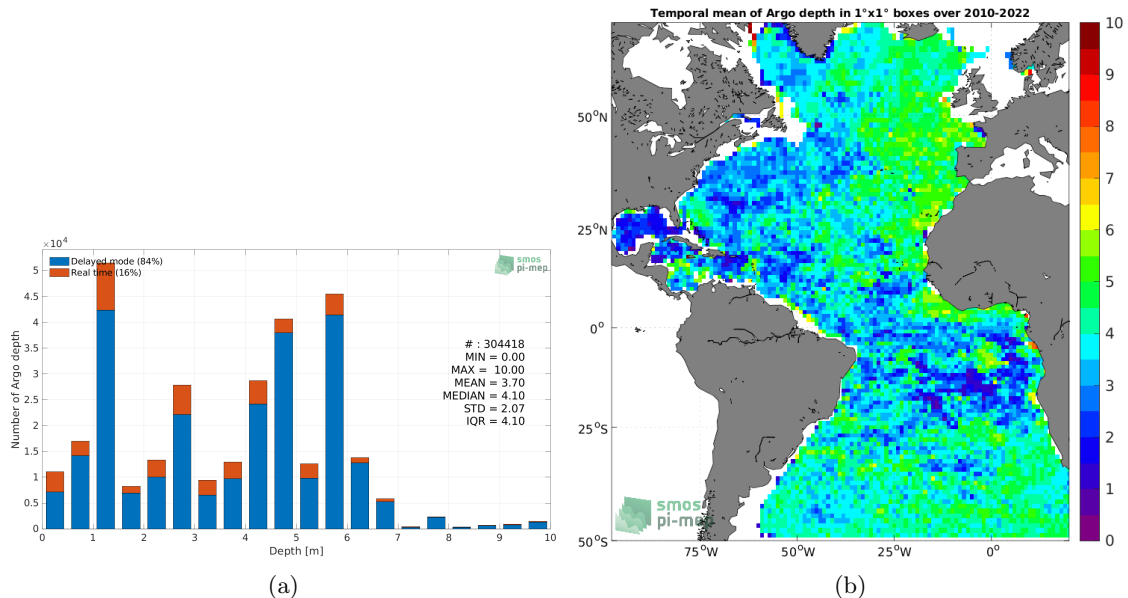 ×10⁴
5
4.5
4
3.5
3
2.5
2
1.5
1
0.5
0
Number of Argo depth
Delayed mode (84%)
Real time (16%)
smos
pi-mep
# : 304418
MIN = 0.00
MAX = 10.00
MEAN = 3.70
MEDIAN = 4.10
STD = 2.07
IQR = 4.10
0 1 2 3 4 5 6 7 8 9 10
Depth [m]
(a)
Temporal mean of Argo depth in 1°x1° boxes over 2010-2022
50°N
25°N
0°
25°S
50°S
75°W 50°W 25°W 0°
smos
pi-mep
10
9
8
7
6
5
4
3
2
1
0
(b)